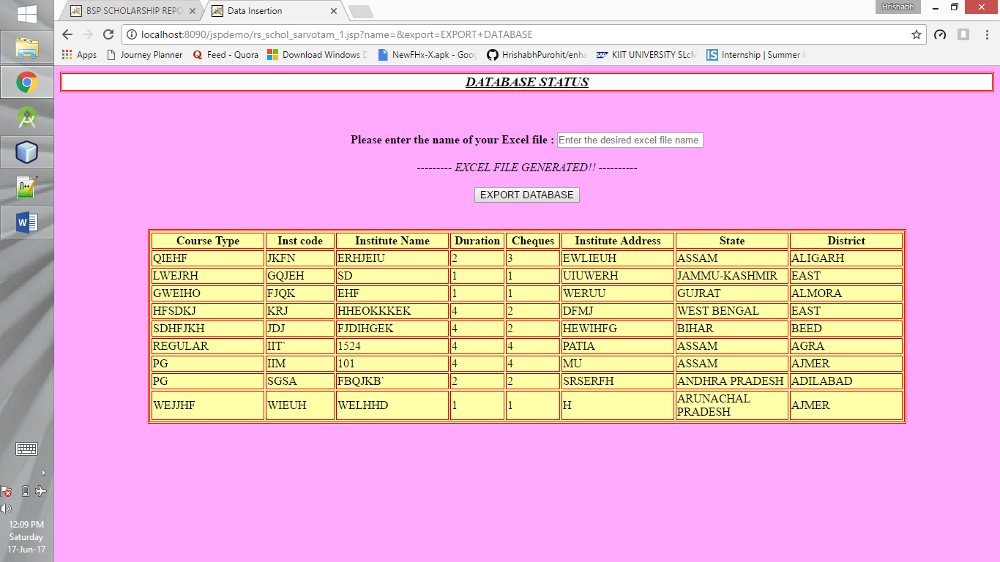 BSP SCHOLARSHIP REPO
Data Insertion
Hrishabh
localhost:8090/jspdemo/rs_schol_sarvotam_1.jsp?name=&export=EXPORT+DATABASE
Apps Journey Planner Feed - Quora Download Windows NewFHx-X.apk - Goog HrishabhPurohit/enha KIIT UNIVERSITY SLcM Internship | Summer
DATABASE STATUS
Please enter the name of your Excel file : Enter the desired excel file name
--------- EXCEL FILE GENERATED!! ----------
EXPORT DATABASE
Course Type Inst code Institute Name Duration Cheques Institute Address State District
QIEHF JKFN ERHJEIU 2 3 EWLIEUH ASSAM ALIGARH
LWEJRH GQJEH SD 1 1 UIUWERH JAMMU-KASHMIR EAST
GWEIHO FJQK EHF 1 1 WERUU GUJRAT ALMORA
HFSDKJ KRJ HHEOKKKEK 4 2 DFMJ WEST BENGAL EAST
SDHFJKH JDJ FJDIHGEK 4 2 HEWIHFG BIHAR BEED
REGULAR IIT` 1524 4 4 PATIA ASSAM AGRA
PG IIM 101 4 4 MU ASSAM AJMER
PG SGSA FBQJKB` 2 2 SRSERFH ANDHRA PRADESH ADILABAD
WEJJHF WIEUH WELHHD 1 1 H ARUNACHAL PRADESH AJMER
12:09 PM
Saturday
17-Jun-17